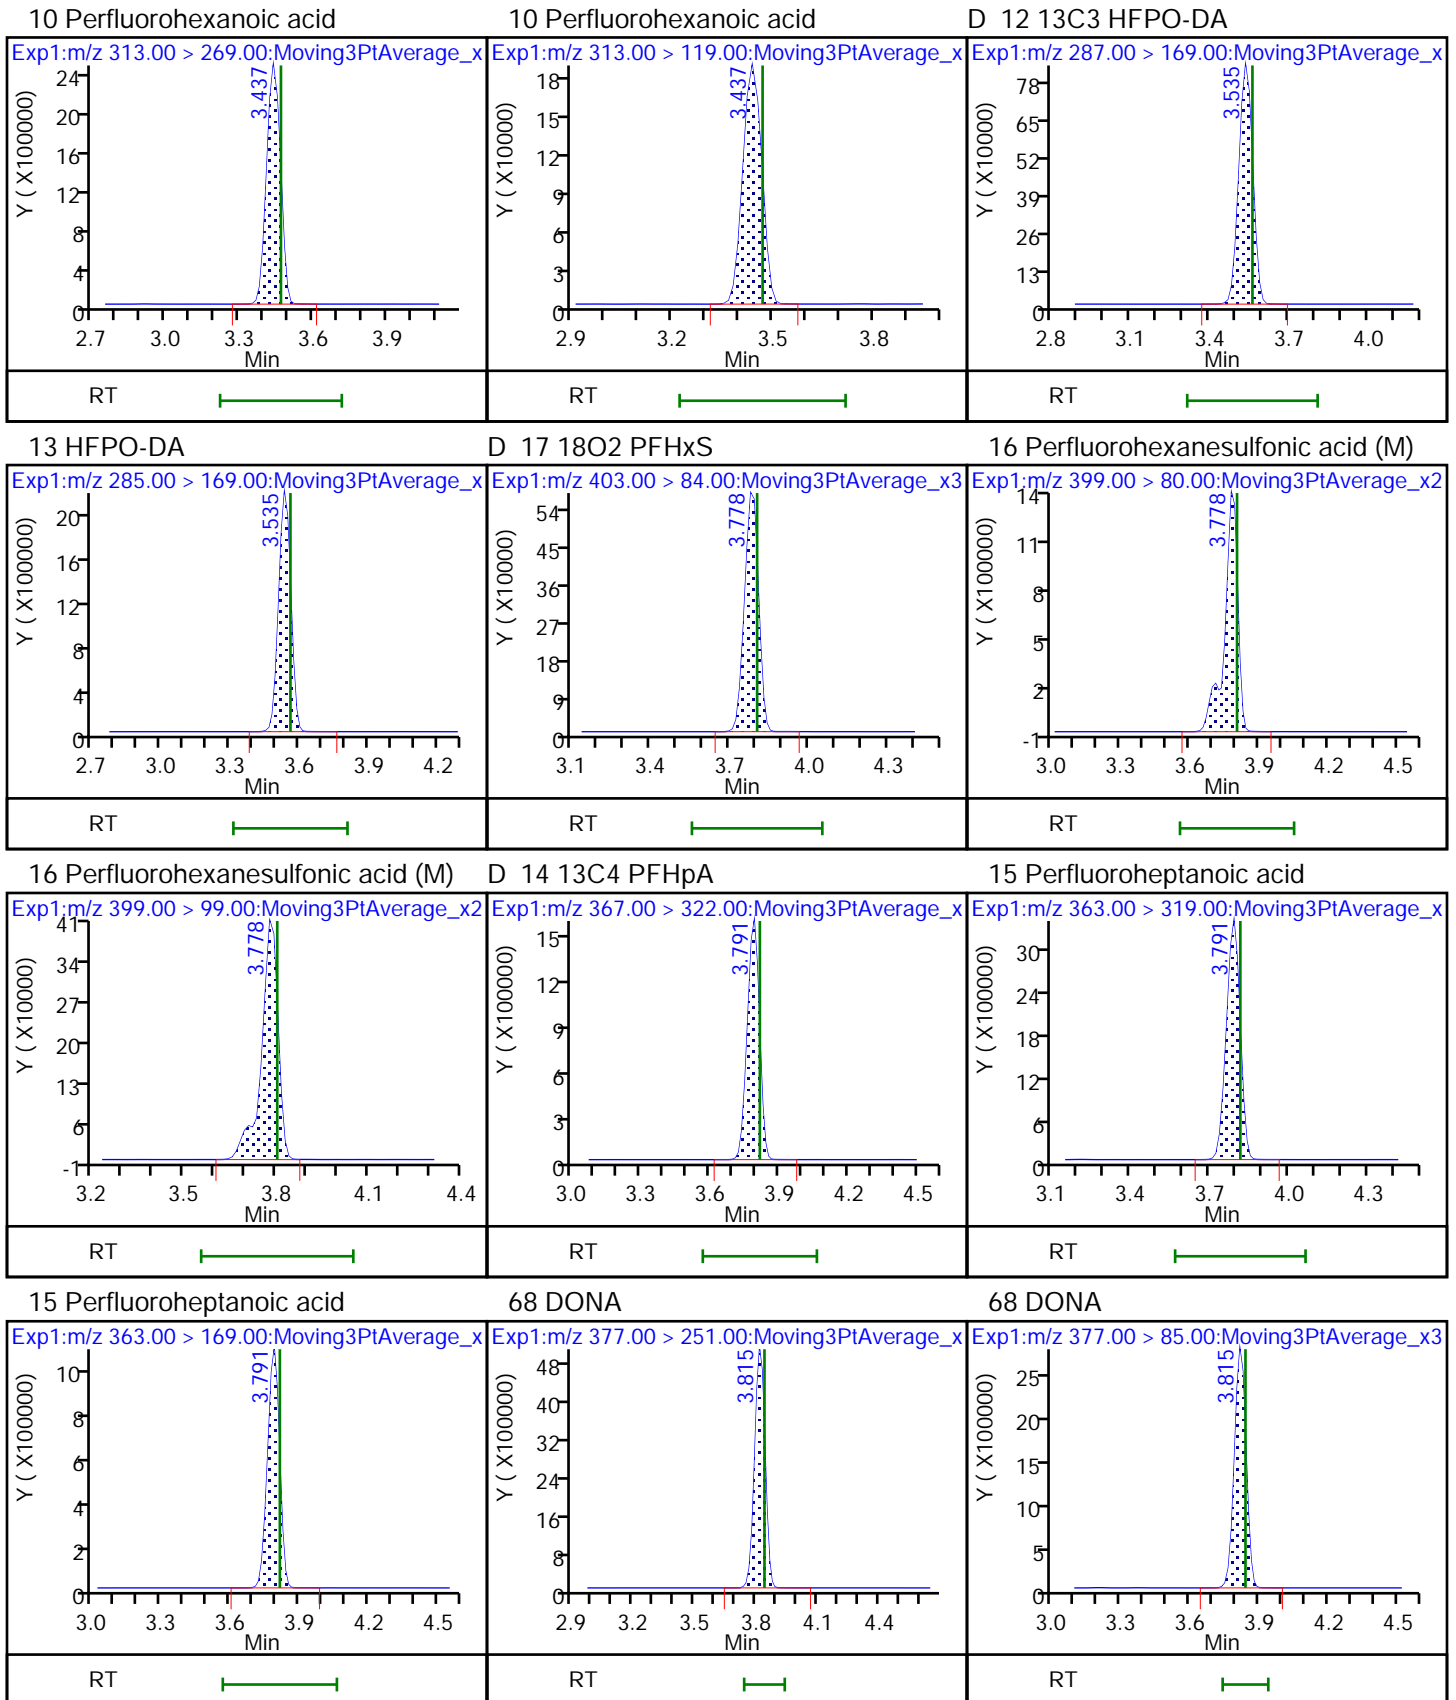 10 Perfluorohexanoic acid
Exp1:m/z 313.00 > 269.00:Moving3PtAverage_x
Y ( X100000)
24
20
16
12
8
4
0
3.437
2.7 3.0 3.3 3.6 3.9
Min
RT
10 Perfluorohexanoic acid
Exp1:m/z 313.00 > 119.00:Moving3PtAverage_x
Y ( X100000)
18
15
12
9
6
3
0
3.437
2.9 3.2 3.5 3.8
Min
RT
D 12 13C3 HFPO-DA
Exp1:m/z 287.00 > 169.00:Moving3PtAverage_x
Y ( X100000)
78
65
52
39
26
13
0
3.535
2.8 3.1 3.4 3.7 4.0
Min
RT
13 HFPO-DA
Exp1:m/z 285.00 > 169.00:Moving3PtAverage_x
Y ( X100000)
20
16
12
8
4
0
3.535
2.7 3.0 3.3 3.6 3.9 4.2
Min
RT
D 17 18O2 PFHxS
Exp1:m/z 403.00 > 84.00:Moving3PtAverage_x3
Y ( X10000)
54
45
36
27
18
9
0
3.778
3.1 3.4 3.7 4.0 4.3
Min
RT
16 Perfluorohexanesulfonic acid (M)
Exp1:m/z 399.00 > 80.00:Moving3PtAverage_x2
Y ( X100000)
14
11
8
5
2
-1
3.778
3.0 3.3 3.6 3.9 4.2 4.5
Min
RT
16 Perfluorohexanesulfonic acid (M)
Exp1:m/z 399.00 > 99.00:Moving3PtAverage_x2
Y ( X10000)
41
34
27
20
13
6
-1
3.778
3.2 3.5 3.8 4.1 4.4
Min
RT
D 14 13C4 PFHpA
Exp1:m/z 367.00 > 322.00:Moving3PtAverage_x
Y ( X100000)
15
12
9
6
3
0
3.791
3.0 3.3 3.6 3.9 4.2 4.5
Min
RT
15 Perfluoroheptanoic acid
Exp1:m/z 363.00 > 319.00:Moving3PtAverage_x
Y ( X100000)
30
24
18
12
6
0
3.791
3.1 3.4 3.7 4.0 4.3
Min
RT
15 Perfluoroheptanoic acid
Exp1:m/z 363.00 > 169.00:Moving3PtAverage_x
Y ( X100000)
10
8
6
4
2
0
3.791
3.0 3.3 3.6 3.9 4.2 4.5
Min
RT
68 DONA
Exp1:m/z 377.00 > 251.00:Moving3PtAverage_x
Y ( X100000)
48
40
32
24
16
8
0
3.815
2.9 3.2 3.5 3.8 4.1 4.4
Min
RT
68 DONA
Exp1:m/z 377.00 > 85.00:Moving3PtAverage_x3
Y ( X100000)
25
20
15
10
5
0
3.815
3.0 3.3 3.6 3.9 4.2 4.5
Min
RT